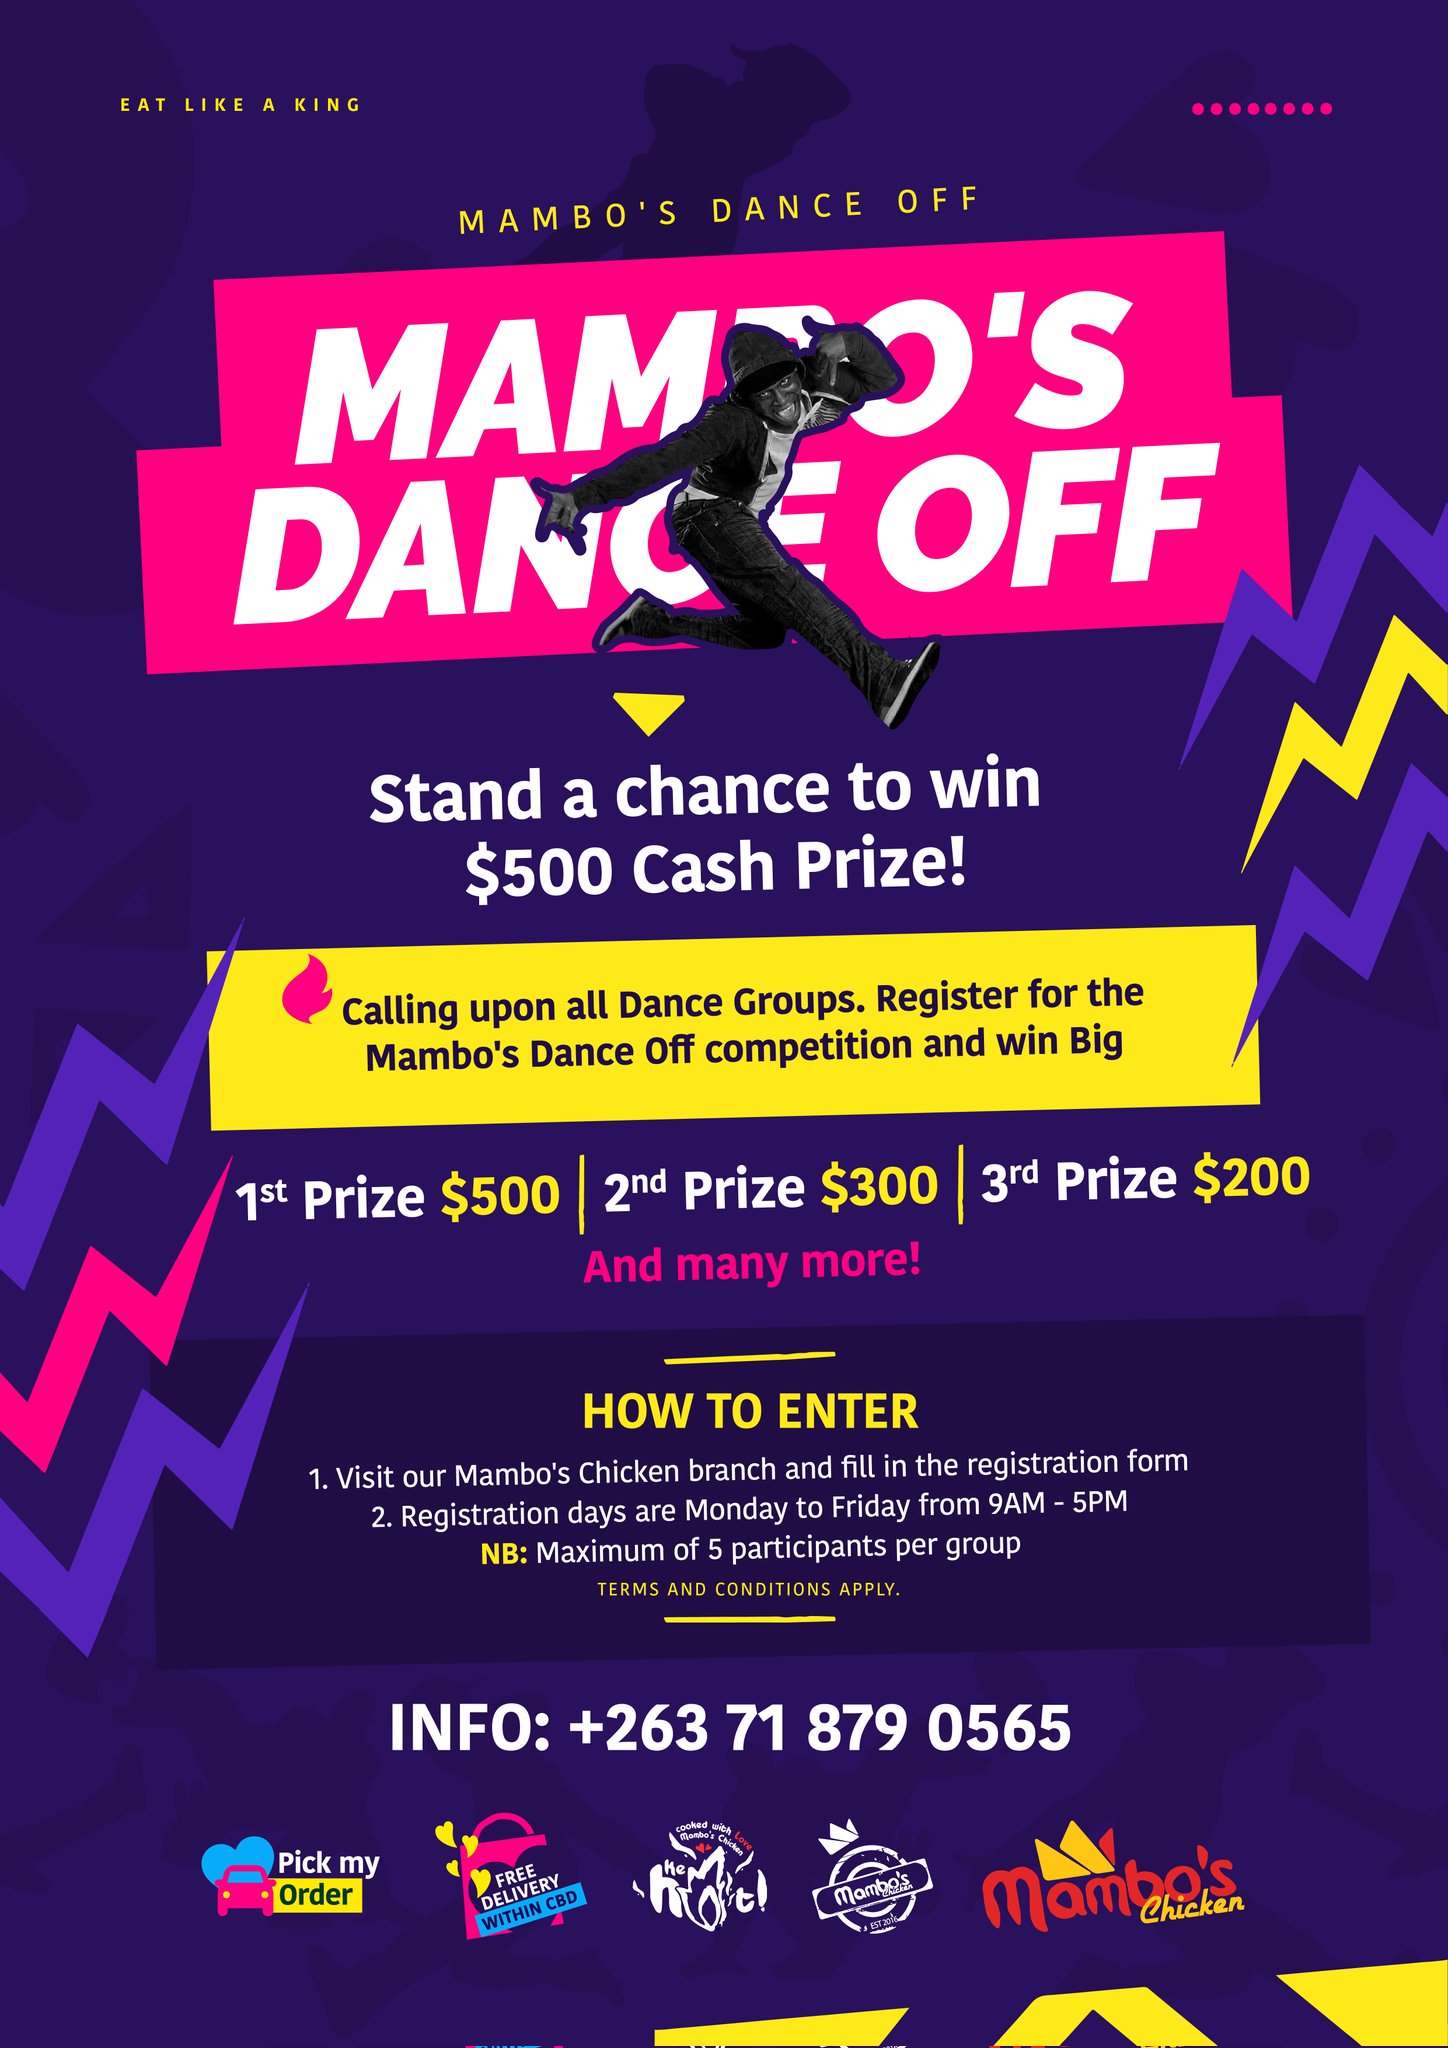 EAT LIKE A KING
MAMBO'S DANCE OFF
MAMBO'S
DANCE OFF
Stand a chance to win
$500 Cash Prize!
Calling upon all Dance Groups. Register for the
Mambo's Dance Off competition and win Big
1st Prize $500 | 2nd Prize $300 | 3rd Prize $200
And many more!
HOW TO ENTER
1. Visit our Mambo's Chicken branch and fill in the registration form
2. Registration days are Monday to Friday from 9AM - 5PM
NB: Maximum of 5 participants per group
TERMS AND CONDITIONS APPLY.
INFO: +263 71 879 0565
Pick my
Order
FREE
DELIVERY
WITHIN CBD
cooked with Love
Mambo's Chicken
Mambo's
Chicken
EST 2016
Mambo's
Chicken